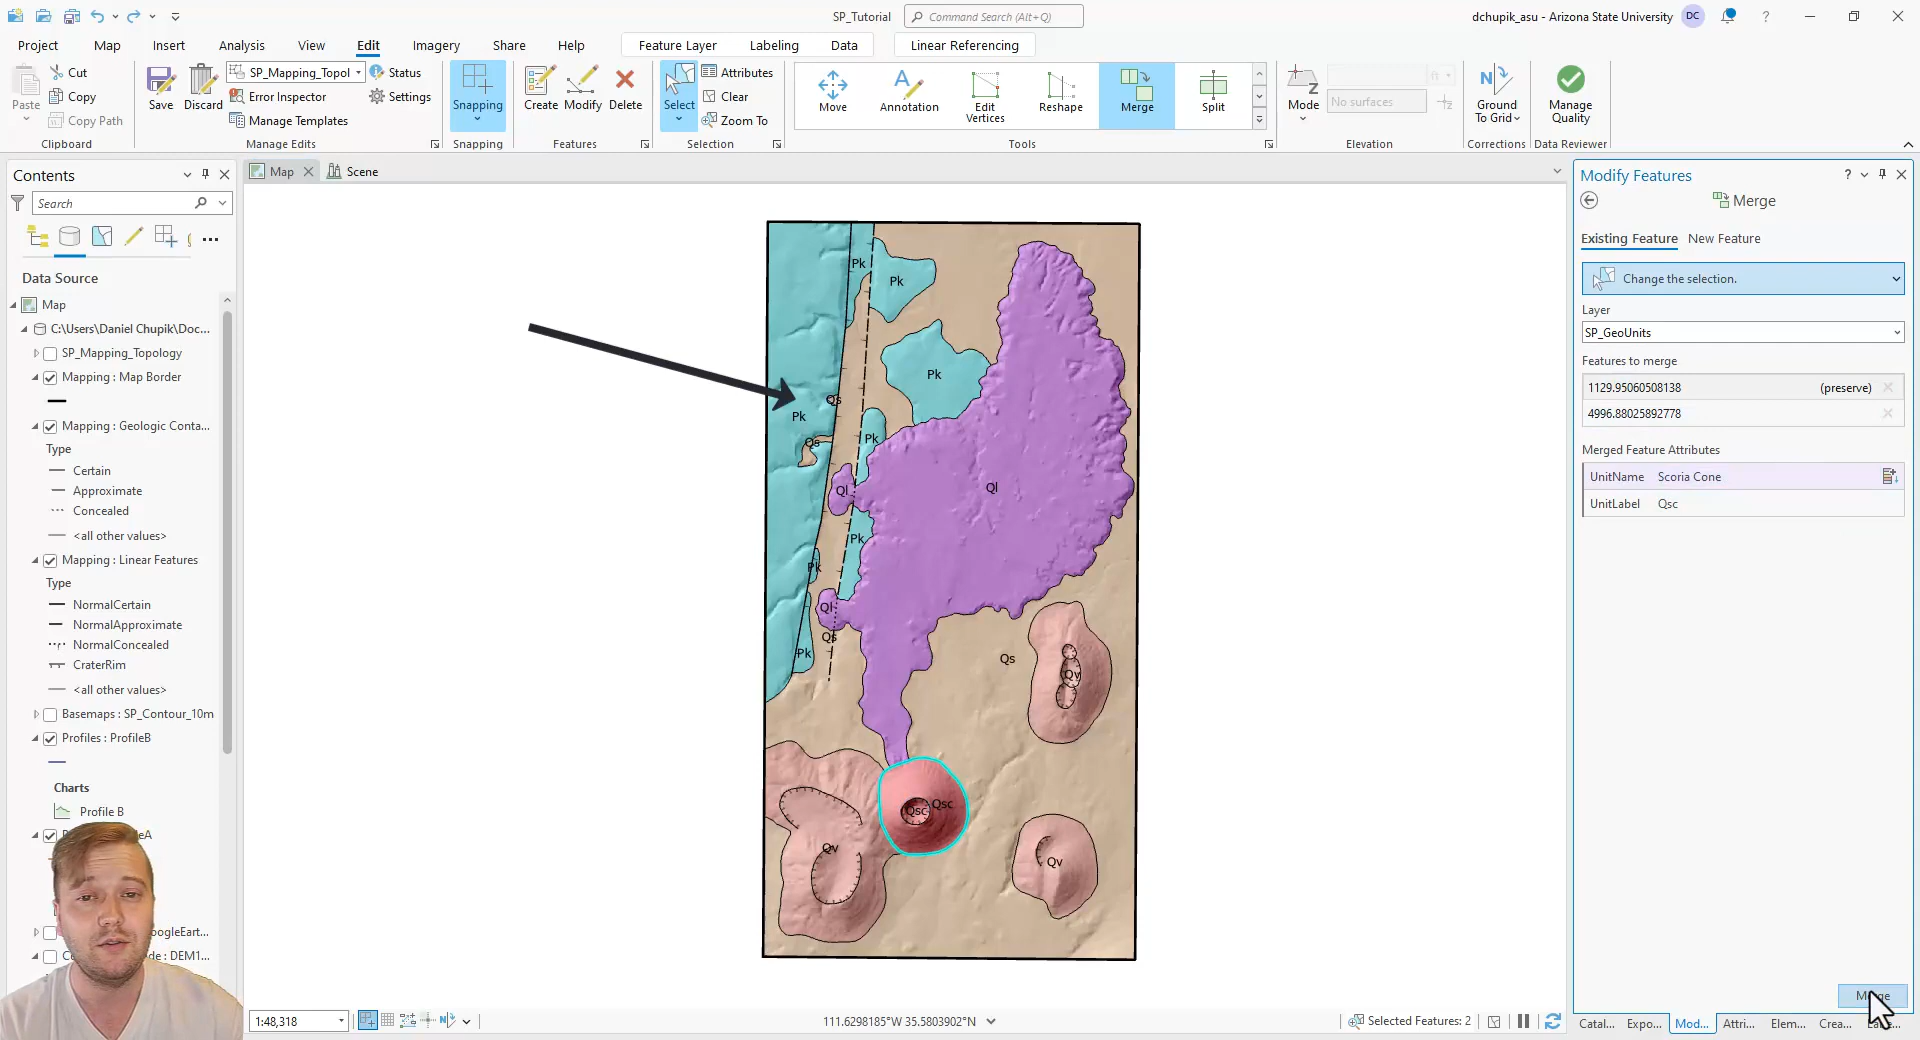 SP_Tutorial
Command Search (Alt+Q)
dchupik_asu - Arizona State University
DC
Project
Map
Insert
Analysis
View
Edit
Imagery
Share
Help
Feature Layer
Labeling
Data
Linear Referencing
Paste
Cut
Copy
Copy Path
Clipboard
Save
Discard
SP_Mapping_Topol
Error Inspector
Manage Templates
Status
Settings
Manage Edits
Snapping
Snapping
Create
Modify
Delete
Features
Select
Attributes
Clear
Zoom To
Selection
Move
Annotation
Edit
Vertices
Reshape
Merge
Split
Tools
Mode
ft
No surfaces
Elevation
Ground
To Grid
Corrections
Manage
Quality
Data Reviewer
Contents
Search
Data Source
Map
C:\Users\Daniel Chupik\Doc...
SP_Mapping_Topology
Mapping : Map Border
Mapping : Geologic Conta...
Type
Certain
Approximate
Concealed
<all other values>
Mapping : Linear Features
Type
NormalCertain
NormalApproximate
NormalConcealed
CraterRim
<all other values>
Basemaps : SP_Contour_10m
Profiles : ProfileB
Charts
Profile B
oogleEart...
de : DEM1...
Map
Scene
Pk
Pk
Pk
Qs
Pk
Pk
Qs
Ql
Ql
Pk
Pk
Ql
Qs
Pk
Qs
Qv
Qsc
Qsc
Qv
Qv
1:48,318
111.6298185°W 35.5803902°N
Selected Features: 2
Modify Features
Merge
Existing Feature
New Feature
Change the selection.
Layer
SP_GeoUnits
Features to merge
1129.95060508138
(preserve)
4996.88025892778
Merged Feature Attributes
UnitName Scoria Cone
UnitLabel Qsc
Catal...
Expo...
Mod...
Attri...
Elem...
Crea...